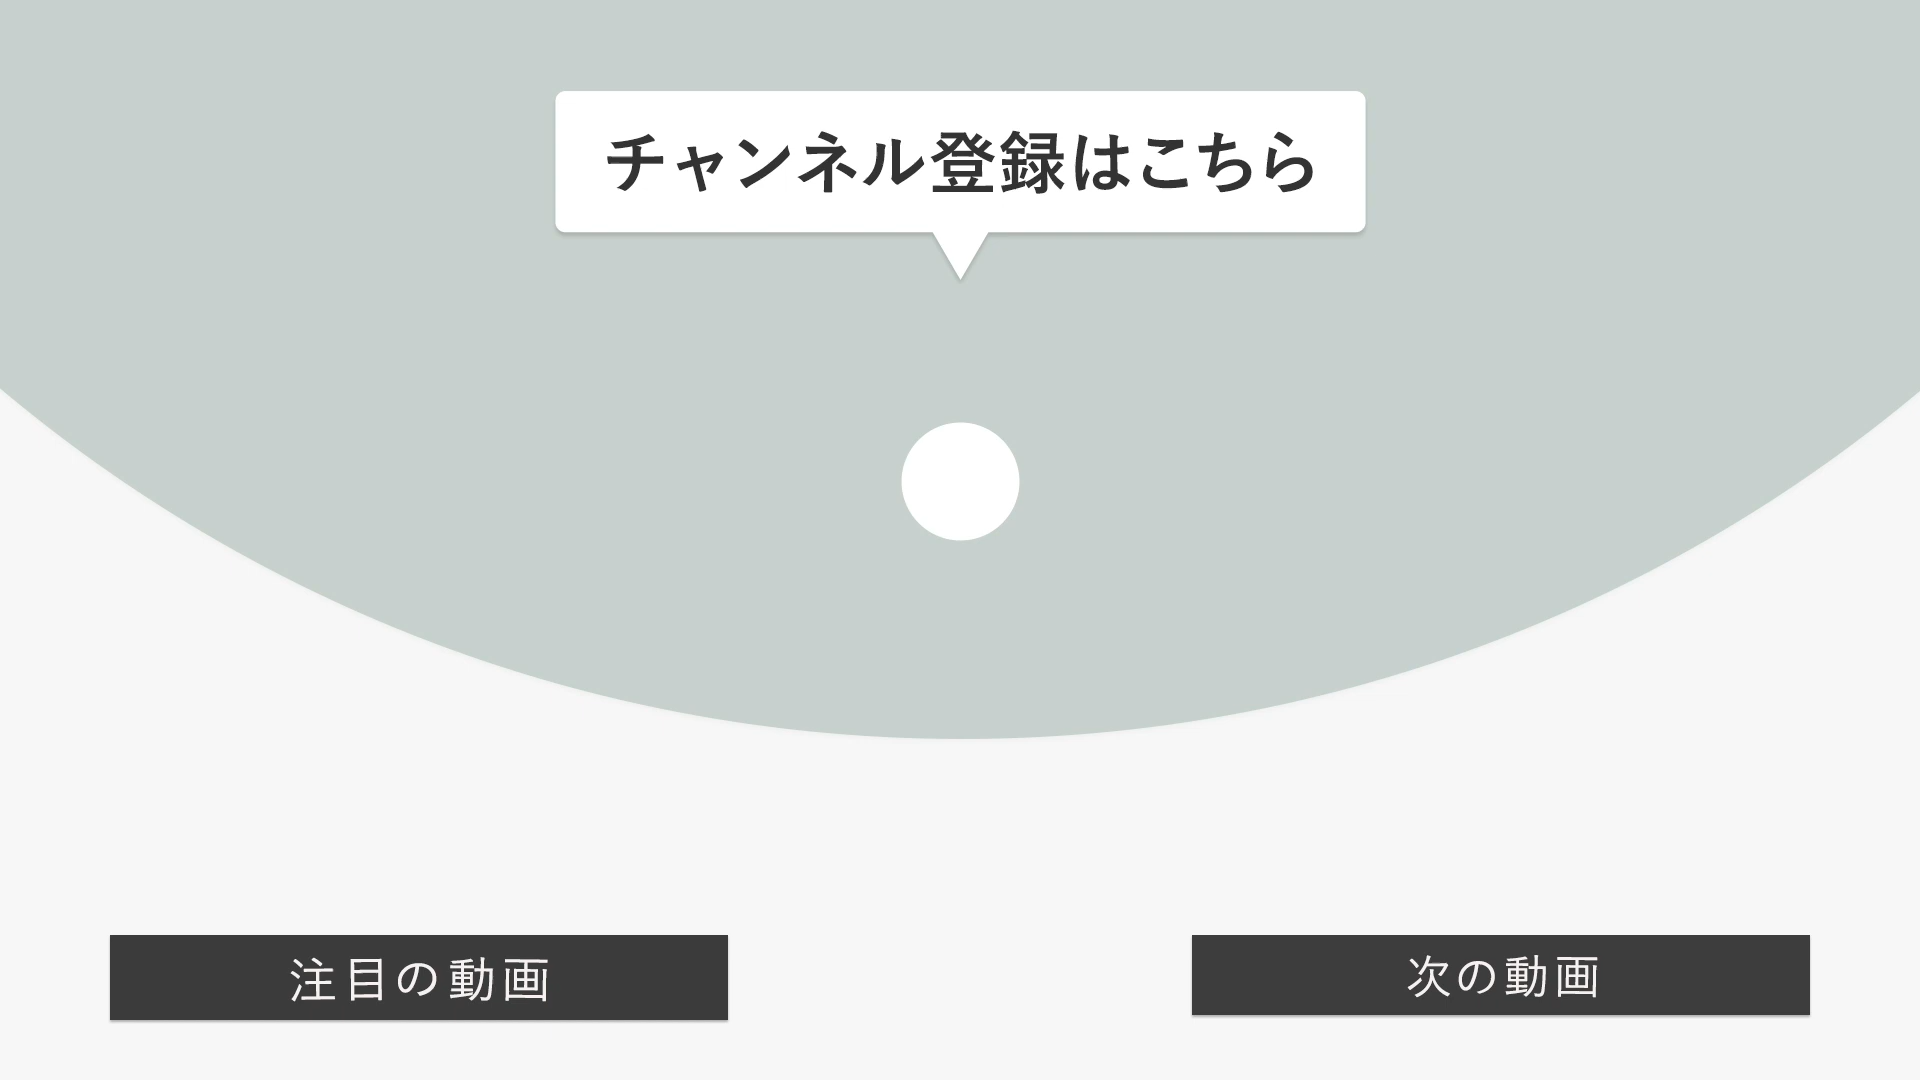 チャンネル登録はこちら
注目の動画
次の動画